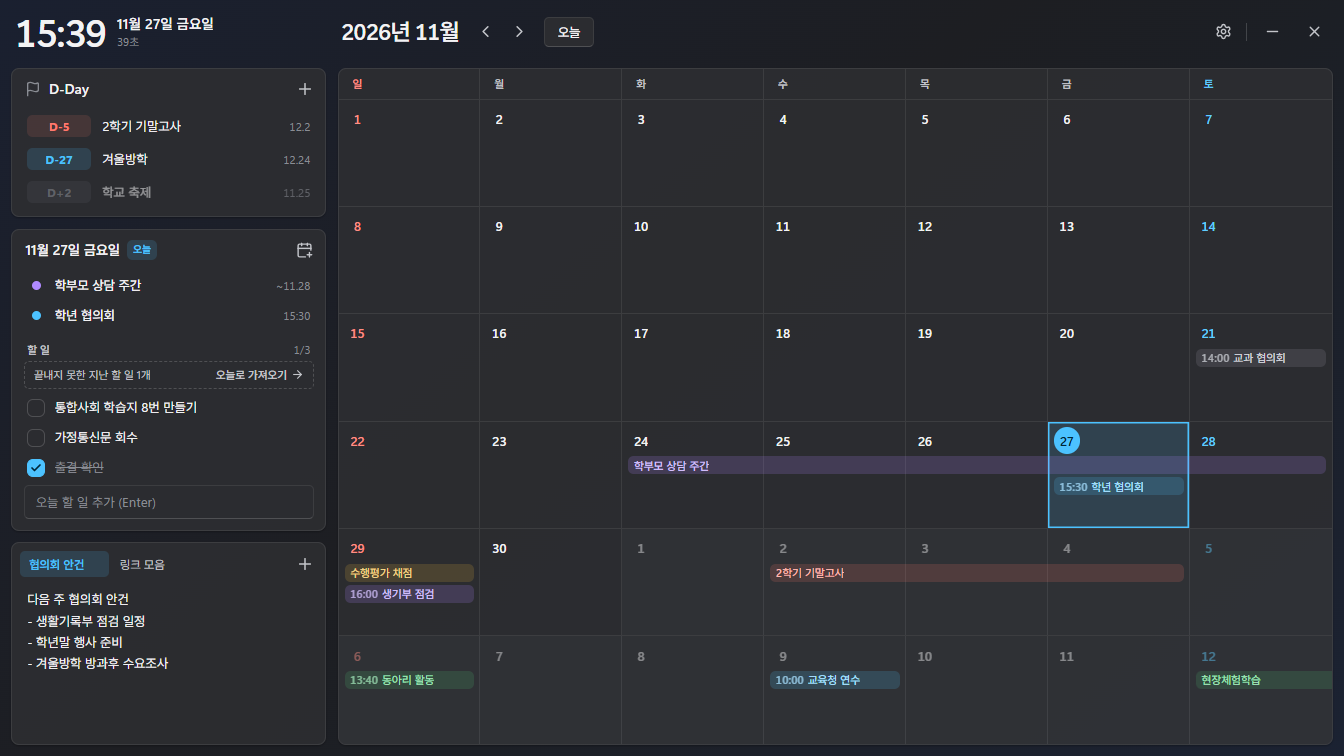 15:39
11월 27일 금요일
39초
D-Day
D-5 2학기 기말고사 12.2
D-27 겨울방학 12.24
D+2 학교 축제 11.25
11월 27일 금요일 오늘
학부모 상담 주간 ~11.28
학년 협의회 15:30
할 일 1/3
끝내지 못한 지난 할 일 1개 오늘로 가져오기 →
통합사회 학습지 8번 만들기
가정통신문 회수
출결 확인
오늘 할 일 추가 (Enter)
협의회 안건 링크 모음
다음 주 협의회 안건
- 생활기록부 점검 일정
- 학년말 행사 준비
- 겨울방학 방과후 수요조사
2026년 11월 오늘
일 월 화 수 목 금 토
1 2 3 4 5 6 7
8 9 10 11 12 13 14
15 16 17 18 19 20 21
14:00 교과 협의회
22 23 24 25 26 27 28
학부모 상담 주간
15:30 학년 협의회
29 30 1 2 3 4 5
수행평가 채점 2학기 기말고사
16:00 생기부 점검
6 7 8 9 10 11 12
13:40 동아리 활동 10:00 교육청 연수 현장체험학습